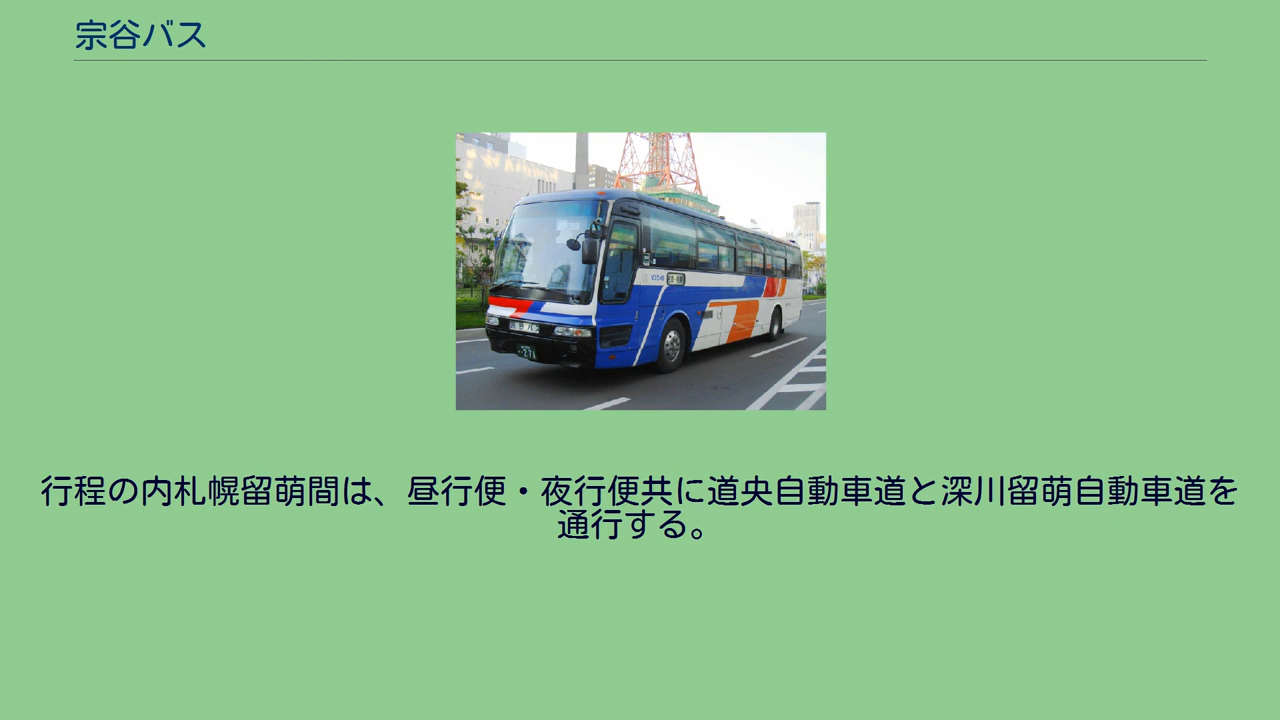 宗谷バス
行程の内札幌留萌間は、昼行便・夜行便共に道央自動車道と深川留萌自動車道を
通行する。